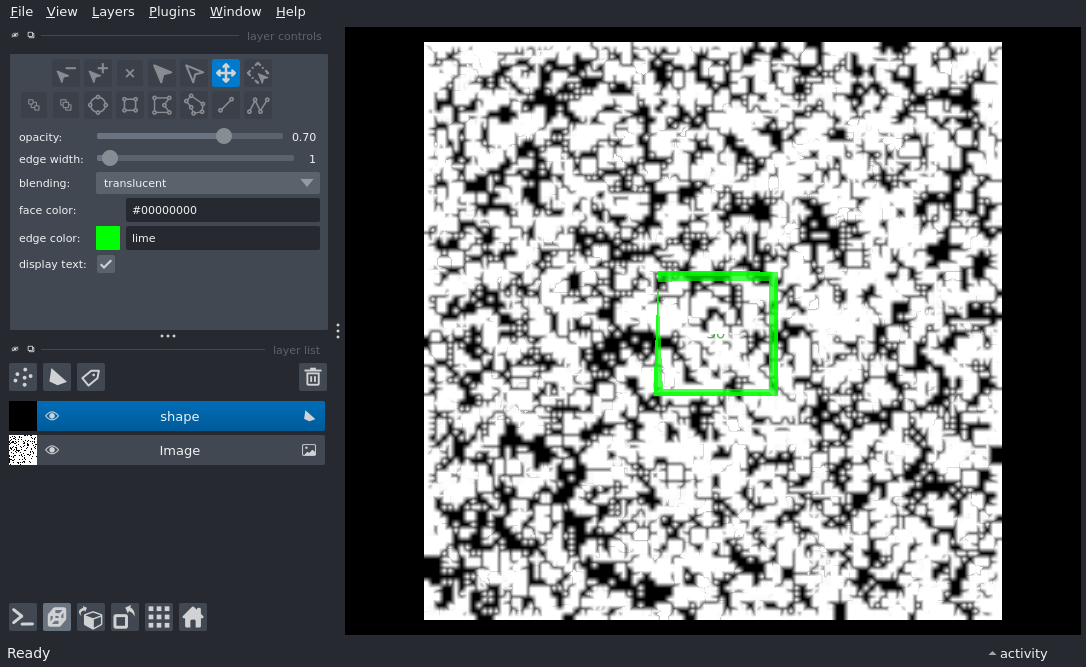 File View Layers Plugins Window Help
layer controls
opacity: 0.70
edge width: 1
blending: translucent
face color: #00000000
edge color: lime
display text:
layer list
shape
Image
Ready
activity